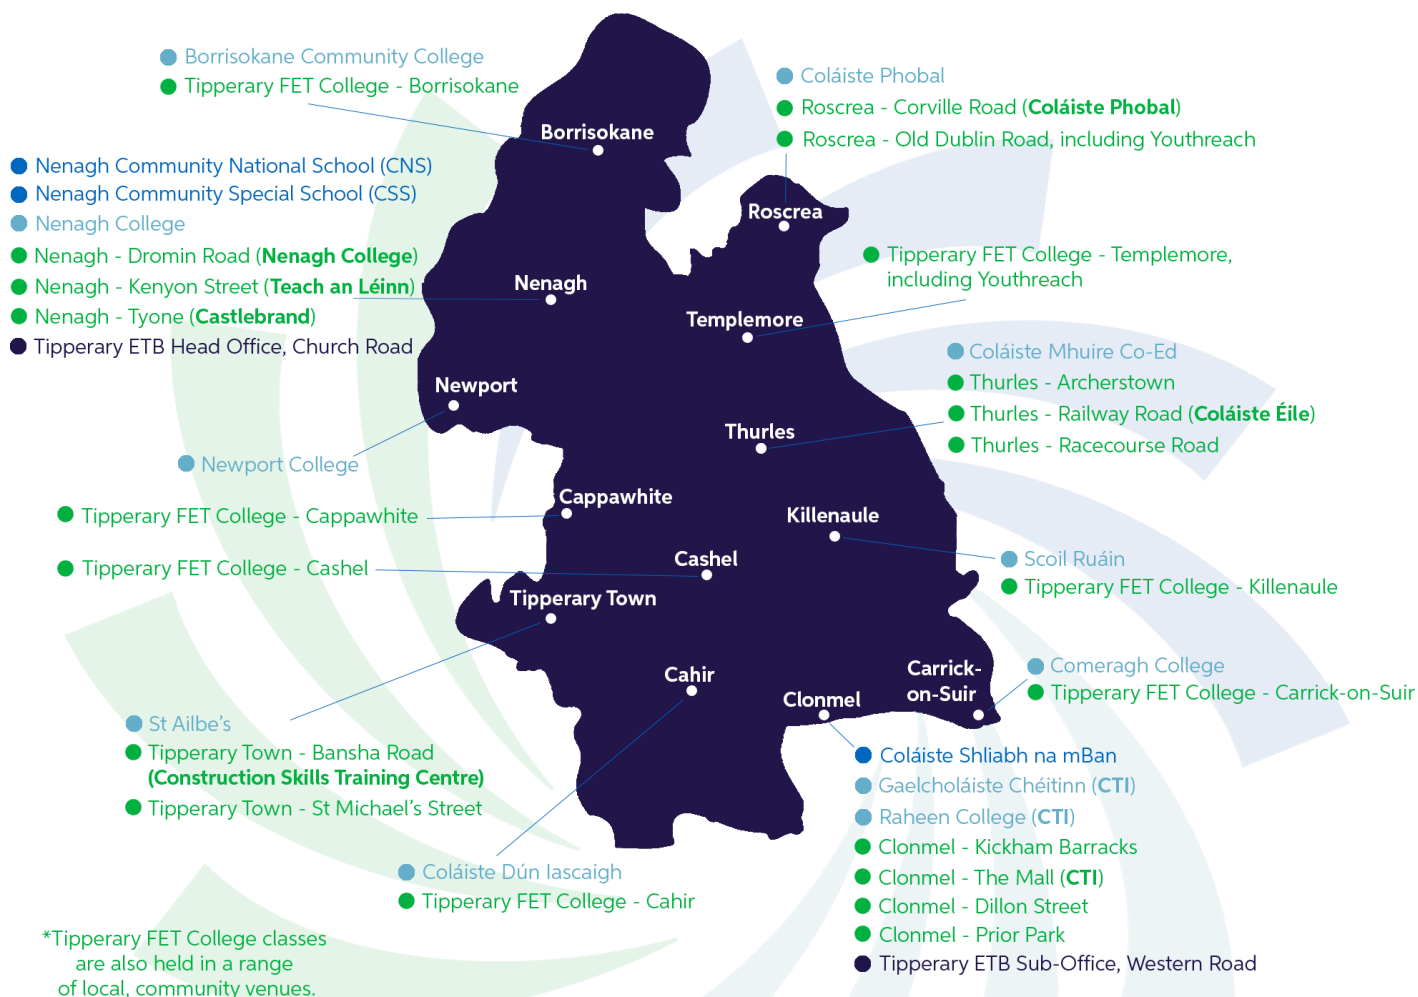 Borrisokane Community College
Tipperary FET College - Borrisokane
Borrisokane
Coláiste Phobal
Roscrea - Corville Road (Coláiste Phobal)
Roscrea - Old Dublin Road, including Youthreach
Roscrea
Nenagh Community National School (CNS)
Nenagh Community Special School (CSS)
Nenagh College
Nenagh - Dromin Road (Nenagh College)
Nenagh - Kenyon Street (Teach an Léinn)
Nenagh - Tyone (Castlebrand)
Tipperary ETB Head Office, Church Road
Nenagh
Tipperary FET College - Templemore,
including Youthreach
Templemore
Newport
Newport College
Coláiste Mhuire Co-Ed
Thurles - Archerstown
Thurles - Railway Road (Coláiste Éile)
Thurles - Racecourse Road
Thurles
Tipperary FET College - Cappawhite
Cappawhite
Killenaule
Scoil Ruáin
Tipperary FET College - Killenaule
Tipperary FET College - Cashel
Cashel
Tipperary Town
St Ailbe's
Tipperary Town - Bansha Road
(Construction Skills Training Centre)
Tipperary Town - St Michael's Street
Cahir
Coláiste Dún Iascaigh
Tipperary FET College - Cahir
Carrick-
on-Suir
Comeragh College
Tipperary FET College - Carrick-on-Suir
Clonmel
Coláiste Shliabh na mBan
Gaelcholáiste Chéitinn (CTI)
Raheen College (CTI)
Clonmel - Kickham Barracks
Clonmel - The Mall (CTI)
Clonmel - Dillon Street
Clonmel - Prior Park
Tipperary ETB Sub-Office, Western Road
*Tipperary FET College classes
are also held in a range
of local, community venues.